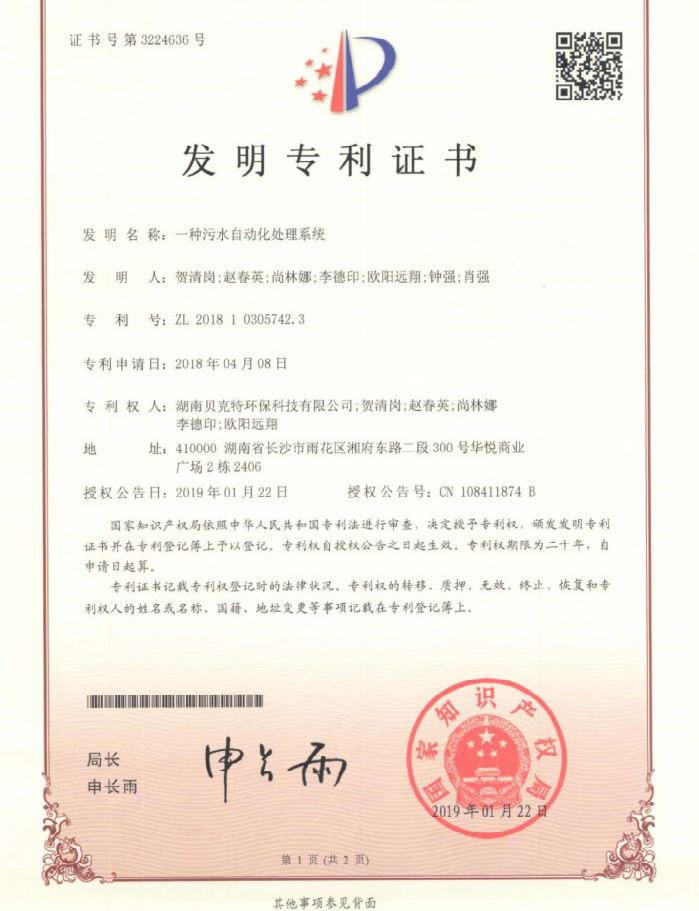 证书号第3224636号
发明专利证书
发明名称：一种污水自动化处理系统
发明人：贺清岗;赵春英;尚林娜;李德印;欧阳远翔;钟强;肖强
专利号：ZL 2018 1 0305742.3
专利申请日：2018年04月08日
专利权人：湖南贝克特环保科技有限公司;贺清岗;赵春英;尚林娜
李德印;欧阳远翔
地址：410000 湖南省长沙市雨花区湘府东路二段300号华悦商业
广场2栋2406
授权公告日：2019年01月22日 授权公告号：CN 108411874 B
国家知识产权局依照中华人民共和国专利法进行审查，决定授予专利权，颁发发明专利
证书并在专利登记簿上予以登记。专利权自授权公告之日起生效。专利权期限为二十年，自
申请日起算。
专利证书记载专利权登记时的法律状况。专利权的转移、质押、无效、终止、恢复和专
利权人的姓名或名称、国籍、地址变更等事项记载在专利登记簿上。
局长
申长雨
申长雨
国家知识产权局
2019年01月22日
第1页(共2页)
其他事项参见背面